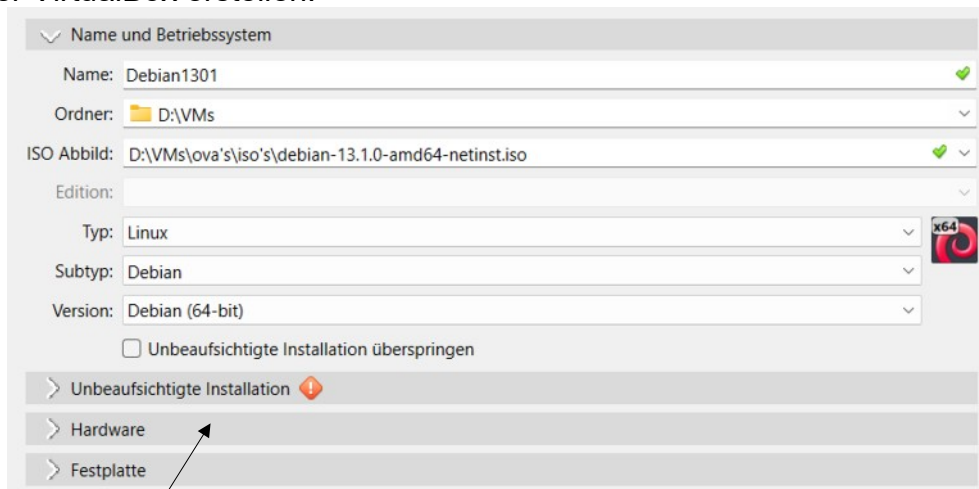 Name und Betriebssystem
Name: Debian1301
Ordner: D:\VMs
ISO Abbild: D:\VMs\ova's\iso's\debian-13.1.0-amd64-netinst.iso
Edition:
Typ: Linux
x64
Subtyp: Debian
Version: Debian (64-bit)
Unbeaufsichtigte Installation überspringen
Unbeaufsichtigte Installation
Hardware
Festplatte